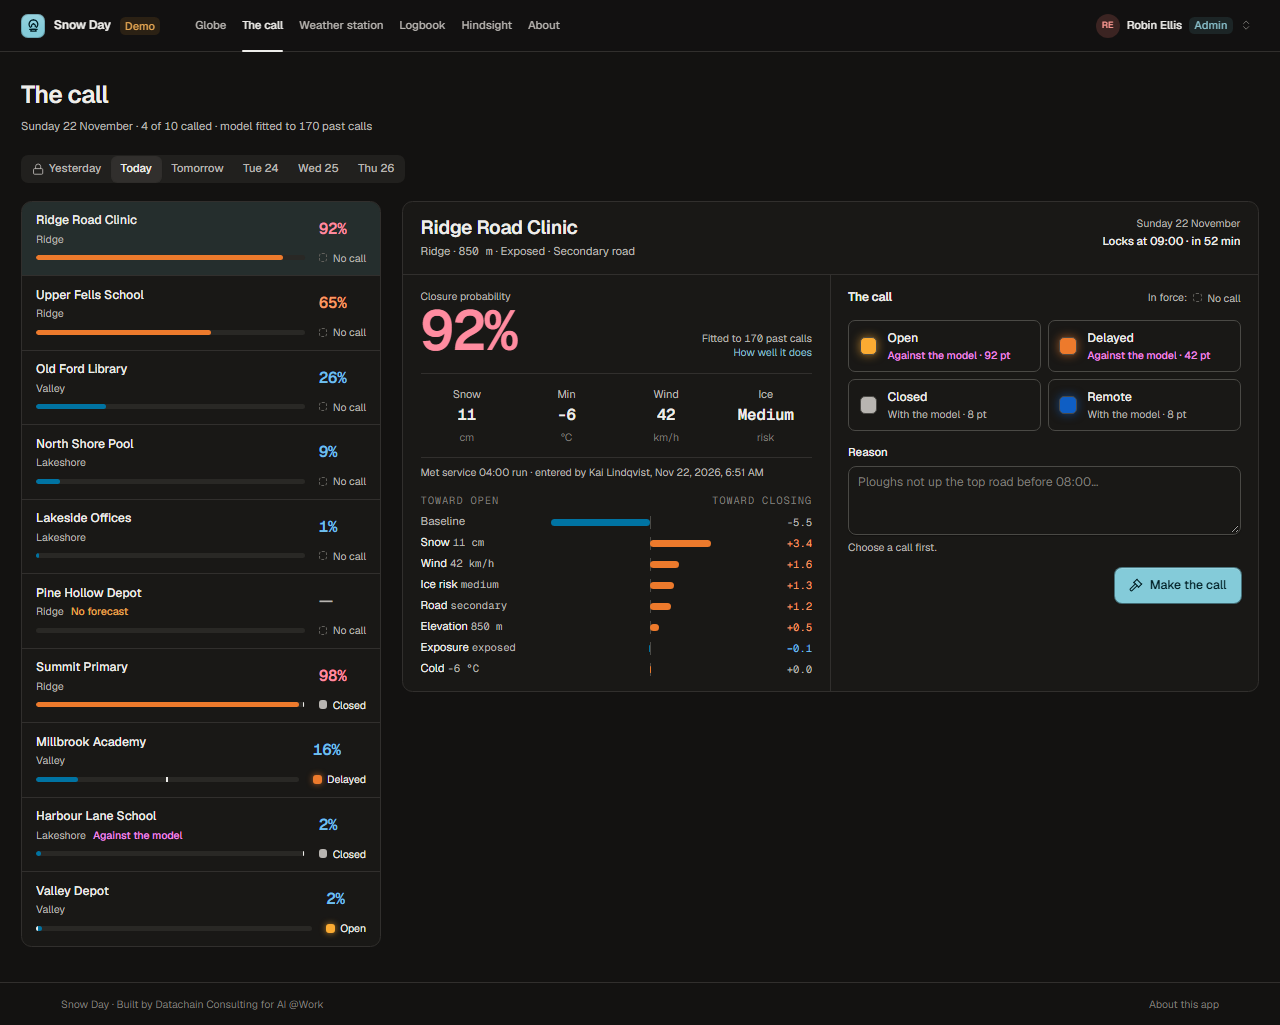 Snow Day Demo Globe The call Weather station Logbook Hindsight About RE Robin Ellis Admin
The call
Sunday 22 November · 4 of 10 called · model fitted to 170 past calls
Yesterday Today Tomorrow Tue 24 Wed 25 Thu 26
Ridge Road Clinic 92%
Ridge
No call
Upper Fells School 65%
Ridge
No call
Old Ford Library 26%
Valley
No call
North Shore Pool 9%
Lakeshore
No call
Lakeside Offices 1%
Lakeshore
No call
Pine Hollow Depot —
Ridge No forecast
No call
Summit Primary 98%
Ridge
Closed
Millbrook Academy 16%
Valley
Delayed
Harbour Lane School 2%
Lakeshore Against the model
Closed
Valley Depot 2%
Valley
Open
Ridge Road Clinic
Ridge · 850 m · Exposed · Secondary road
Sunday 22 November
Locks at 09:00 · in 52 min
Closure probability
92%
Fitted to 170 past calls
How well it does
Snow Min Wind Ice
11 -6 42 Medium
cm °C km/h risk
Met service 04:00 run · entered by Kai Lindqvist, Nov 22, 2026, 6:51 AM
TOWARD OPEN TOWARD CLOSING
Baseline -5.5
Snow 11 cm +3.4
Wind 42 km/h +1.6
Ice risk medium +1.3
Road secondary +1.2
Elevation 850 m +0.5
Exposure exposed -0.1
Cold -6 °C +0.0
The call In force: No call
Open
Against the model · 92 pt
Delayed
Against the model · 42 pt
Closed
With the model · 8 pt
Remote
With the model · 8 pt
Reason
Ploughs not up the top road before 08:00…
Choose a call first.
Make the call
Snow Day · Built by Datachain Consulting for AI @Work About this app